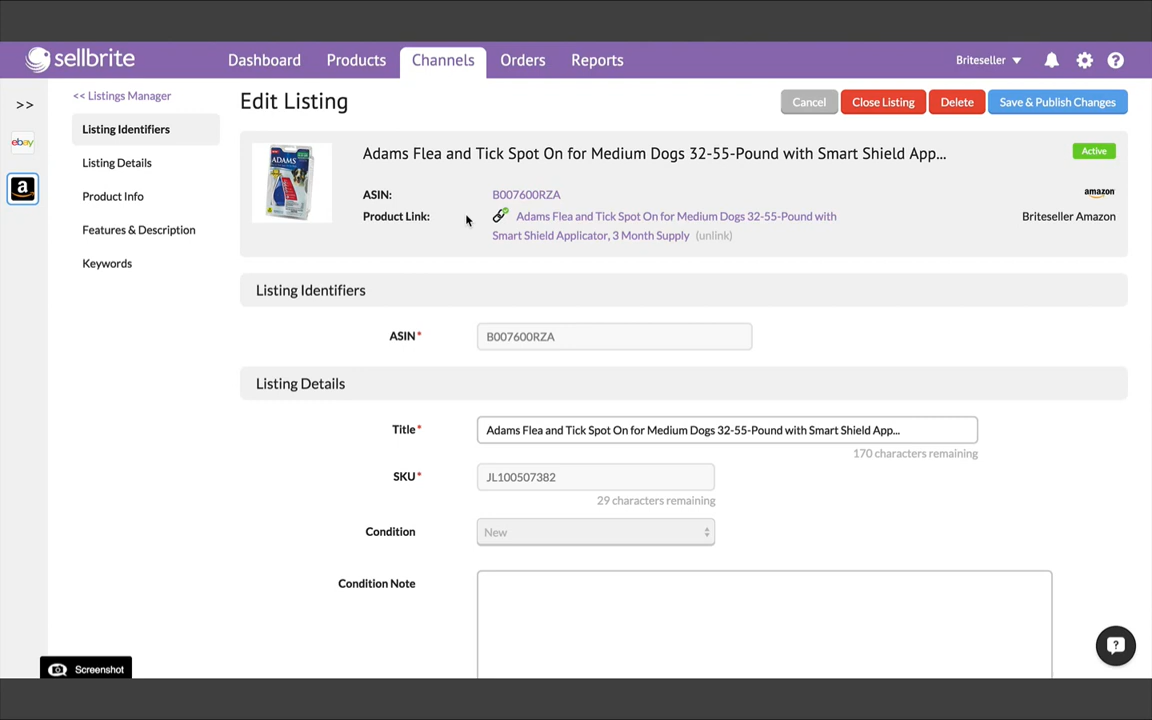 sellbrite
Dashboard
Products
Channels
Orders
Reports
Briteseller
>>
<< Listings Manager
Edit Listing
Cancel
Close Listing
Delete
Save & Publish Changes
ebay
a
Listing Identifiers
Listing Details
Product Info
Features & Description
Keywords
ADAMS
Adams Flea and Tick Spot On for Medium Dogs 32-55-Pound with Smart Shield App...
Active
ASIN:
B007600RZA
amazon
Product Link:
Adams Flea and Tick Spot On for Medium Dogs 32-55-Pound with
Smart Shield Applicator, 3 Month Supply (unlink)
Briteseller Amazon
Listing Identifiers
ASIN*
B007600RZA
Listing Details
Title*
Adams Flea and Tick Spot On for Medium Dogs 32-55-Pound with Smart Shield App...
170 characters remaining
SKU*
JL100507382
29 characters remaining
Condition
New
Condition Note
Screenshot